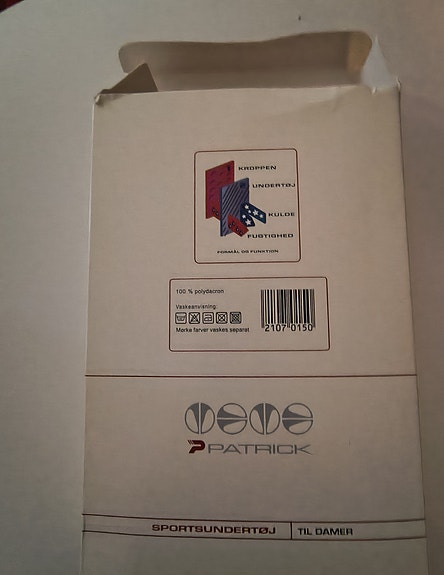 KROPPEN
UNDERTØJ
KULDE
FUGTIGHED
FORMÅL OG FUNKTION
100 % polydacron
Vaskeanvisning:
Mørke farver vaskes separat
2107 0150
PATRICK
SPORTSUNDERTØJ TIL DAMER